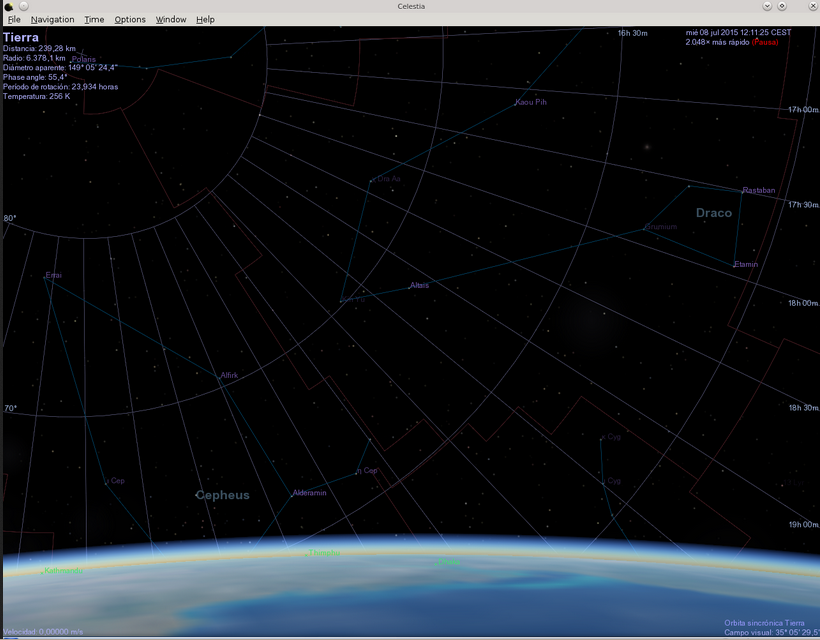 Celestia
File Navigation Time Options Window Help
Tierra
Distancia: 239,28 km
Radio: 6.378,1 km
Diámetro aparente: 149° 05' 24,4"
Phase angle: 55,4°
Período de rotación: 23,934 horas
Temperatura: 256 K
mié 08 jul 2015 12:11:25 CEST
2.048× más rápido (Pausa)
Polaris
16h 30m
Kaou Pih
17h 00m
Dra
Rastaban
17h 30m
Draco
80°
Grumium
Etamin
Errai
Altais
18h 00m
Alfirk
70°
18h 30m
κ Cyg
η Cep
ι Cep
ι Cyg
Cepheus
Alderamin
19h 00m
Kathmandu
Velocidad: 0,00000 m/s
Orbita sincrónica Tierra
Campo visual: 35° 05' 29,5